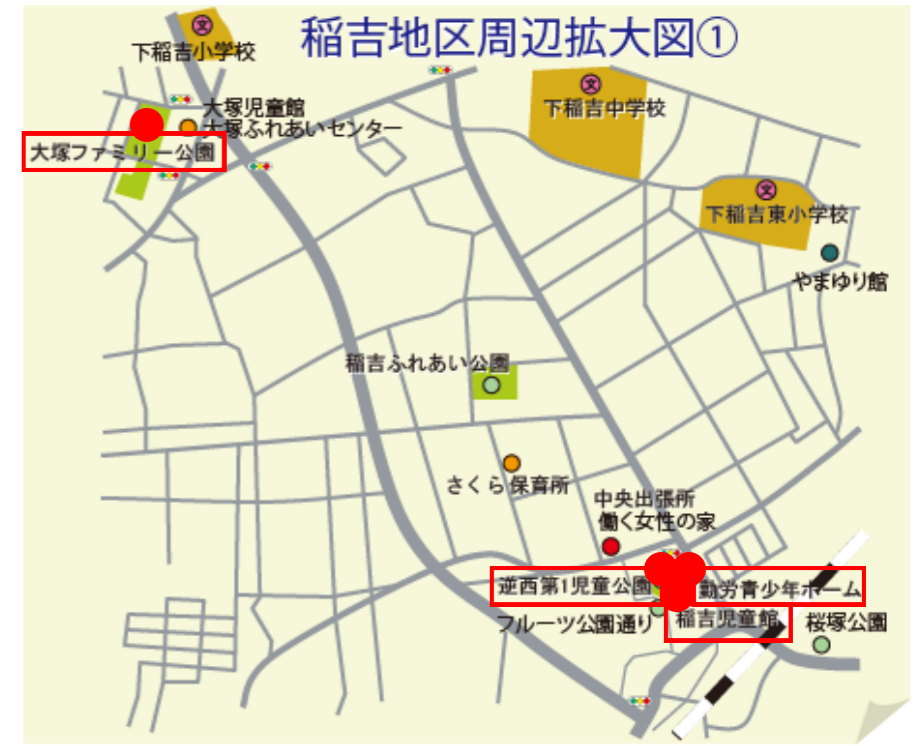 稲吉地区周辺拡大図①
文
下稲吉小学校
大塚児童館
大塚ふれあいセンター
大塚ファミリー公園
文
下稲吉中学校
文
下稲吉東小学校
やまゆり館
稲吉ふれあい公園
さくら保育所
中央出張所
働く女性の家
逆西第1児童公園
勤労青少年ホーム
フルーツ公園通り
稲吉児童館
桜塚公園